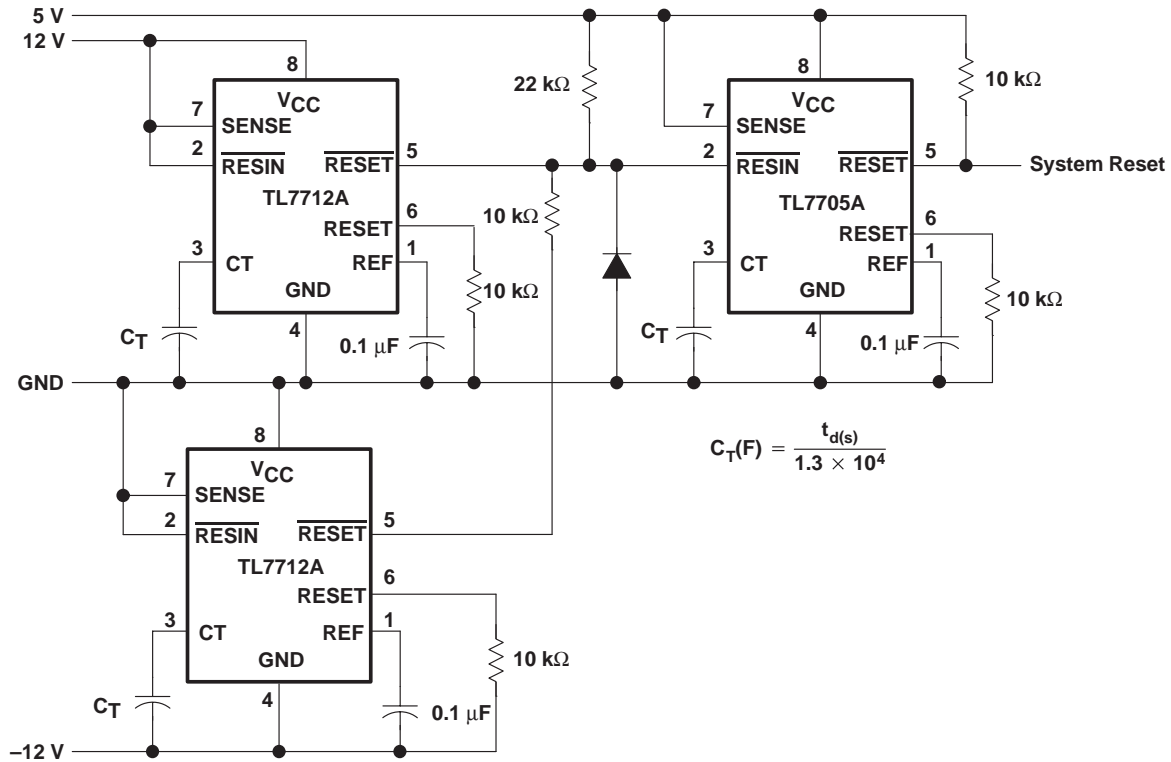 5 V
12 V
8
VCC
7
SENSE
2
RESIN
RESET
5
TL7712A
RESET
6
3
CT
REF
1
GND
4
CT
0.1 μF
10 kΩ
22 kΩ
10 kΩ
8
VCC
7
SENSE
2
RESIN
RESET
5
TL7705A
RESET
6
3
CT
REF
1
GND
4
CT
0.1 μF
10 kΩ
10 kΩ
System Reset
GND
CT(F) = td(s) / 1.3 × 10⁴
8
VCC
7
SENSE
2
RESIN
RESET
5
TL7712A
RESET
6
3
CT
REF
1
GND
4
CT
0.1 μF
10 kΩ
–12 V